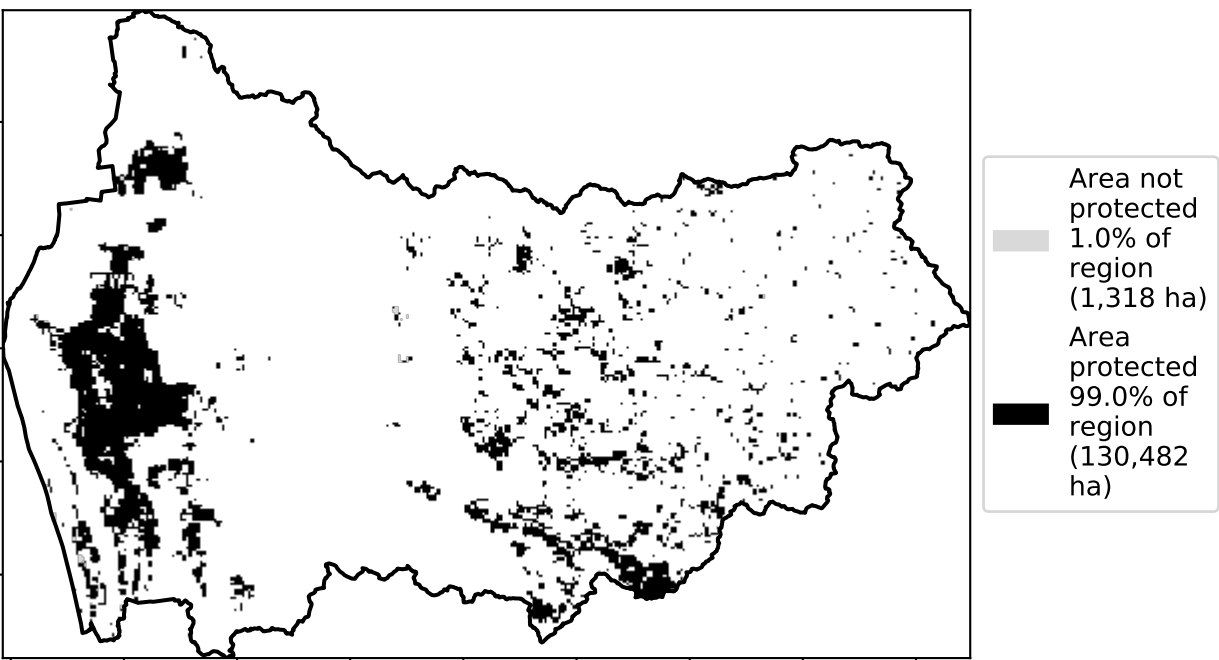 Area not
protected
1.0% of
region
(1,318 ha)
Area
protected
99.0% of
region
(130,482
ha)